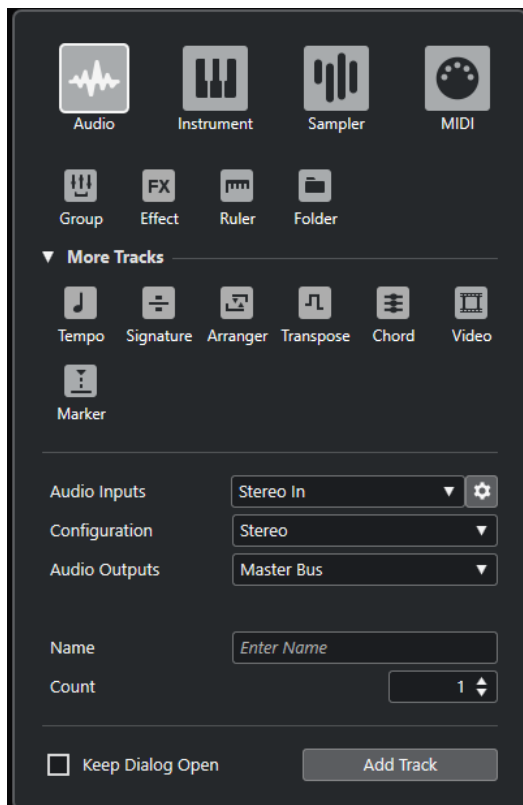 Audio Instrument Sampler MIDI
FX
Group Effect Ruler Folder
More Tracks
Tempo Signature Arranger Transpose Chord Video
Marker
Audio Inputs Stereo In
Configuration Stereo
Audio Outputs Master Bus
Name Enter Name
Count 1
Keep Dialog Open Add Track